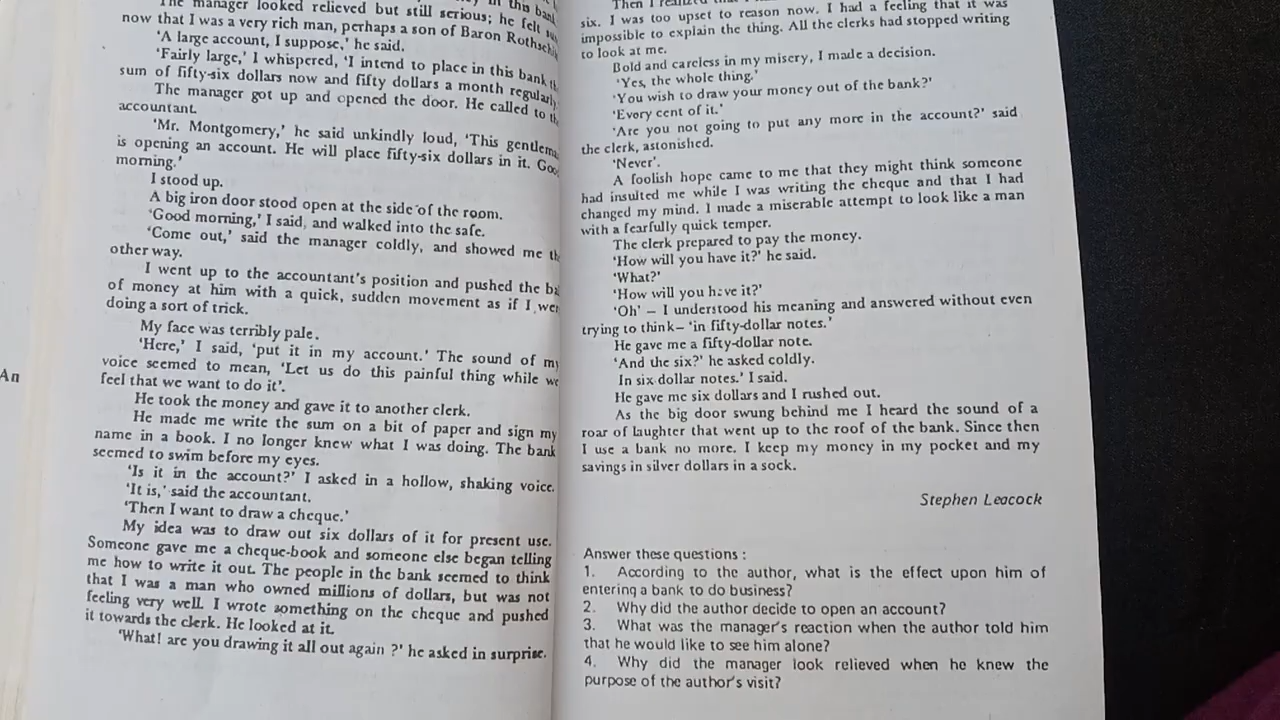 The manager looked relieved but still serious; he felt
now that I was a very rich man, perhaps a son of Baron
'A large account, I suppose,' he said.
'Fairly large,' I whispered, 'I intend to place in this bank
sum of fifty-six dollars now and fifty dollars a month regularly
The manager got up and opened the door. He called to
accountant.
'Mr. Montgomery,' he said unkindly loud, 'This
is opening an account. He will place fifty-six dollars in it.
morning.'
I stood up.
A big iron door stood open at the side of the room.
'Good morning,' I said, and walked into the safe.
'Come out,' said the manager coldly, and showed me
other way.
I went up to the accountant's position and pushed the
of money at him with a quick, sudden movement as if I
doing a sort of trick.
My face was terribly pale.
'Here,' I said, 'put it in my account.' The sound of my
voice seemed to mean, 'Let us do this painful thing while we
feel that we want to do it'.
He took the money and gave it to another clerk.
He made me write the sum on a bit of paper and sign my
name in a book. I no longer knew what I was doing. The bank
seemed to swim before my eyes.
'Is it in the account?' I asked in a hollow, shaking voice.
'It is,' said the accountant.
'Then I want to draw a cheque.'
My idea was to draw out six dollars of it for present use.
Someone gave me a cheque-book and someone else began telling
me how to write it out. The people in the bank seemed to think
that I was a man who owned millions of dollars, but was not
feeling very well. I wrote something on the cheque and pushed
it towards the clerk. He looked at it.
'What! are you drawing it all out again ?' he asked in surprise.
Then I realized that I
six. I was too upset to reason now. I had a feeling that it was
impossible to explain the thing. All the clerks had stopped writing
to look at me.
Bold and careless in my misery, I made a decision.
'Yes, the whole thing.'
'You wish to draw your money out of the bank?'
'Every cent of it.'
'Are you not going to put any more in the account?' said
the clerk, astonished.
'Never'.
A foolish hope came to me that they might think someone
had insulted me while I was writing the cheque and that I had
changed my mind. I made a miserable attempt to look like a man
with a fearfully quick temper.
The clerk prepared to pay the money.
'How will you have it?' he said.
'What?'
'How will you have it?'
'Oh' – I understood his meaning and answered without even
trying to think– 'in fifty-dollar notes.'
He gave me a fifty-dollar note.
'And the six?' he asked coldly.
In six dollar notes.' I said.
He gave me six dollars and I rushed out.
As the big door swung behind me I heard the sound of a
roar of laughter that went up to the roof of the bank. Since then
I use a bank no more. I keep my money in my pocket and my
savings in silver dollars in a sock.
Stephen Leacock
Answer these questions :
1. According to the author, what is the effect upon him of
entering a bank to do business?
2. Why did the author decide to open an account?
3. What was the manager's reaction when the author told him
that he would like to see him alone?
4. Why did the manager look relieved when he knew the
purpose of the author's visit?
An